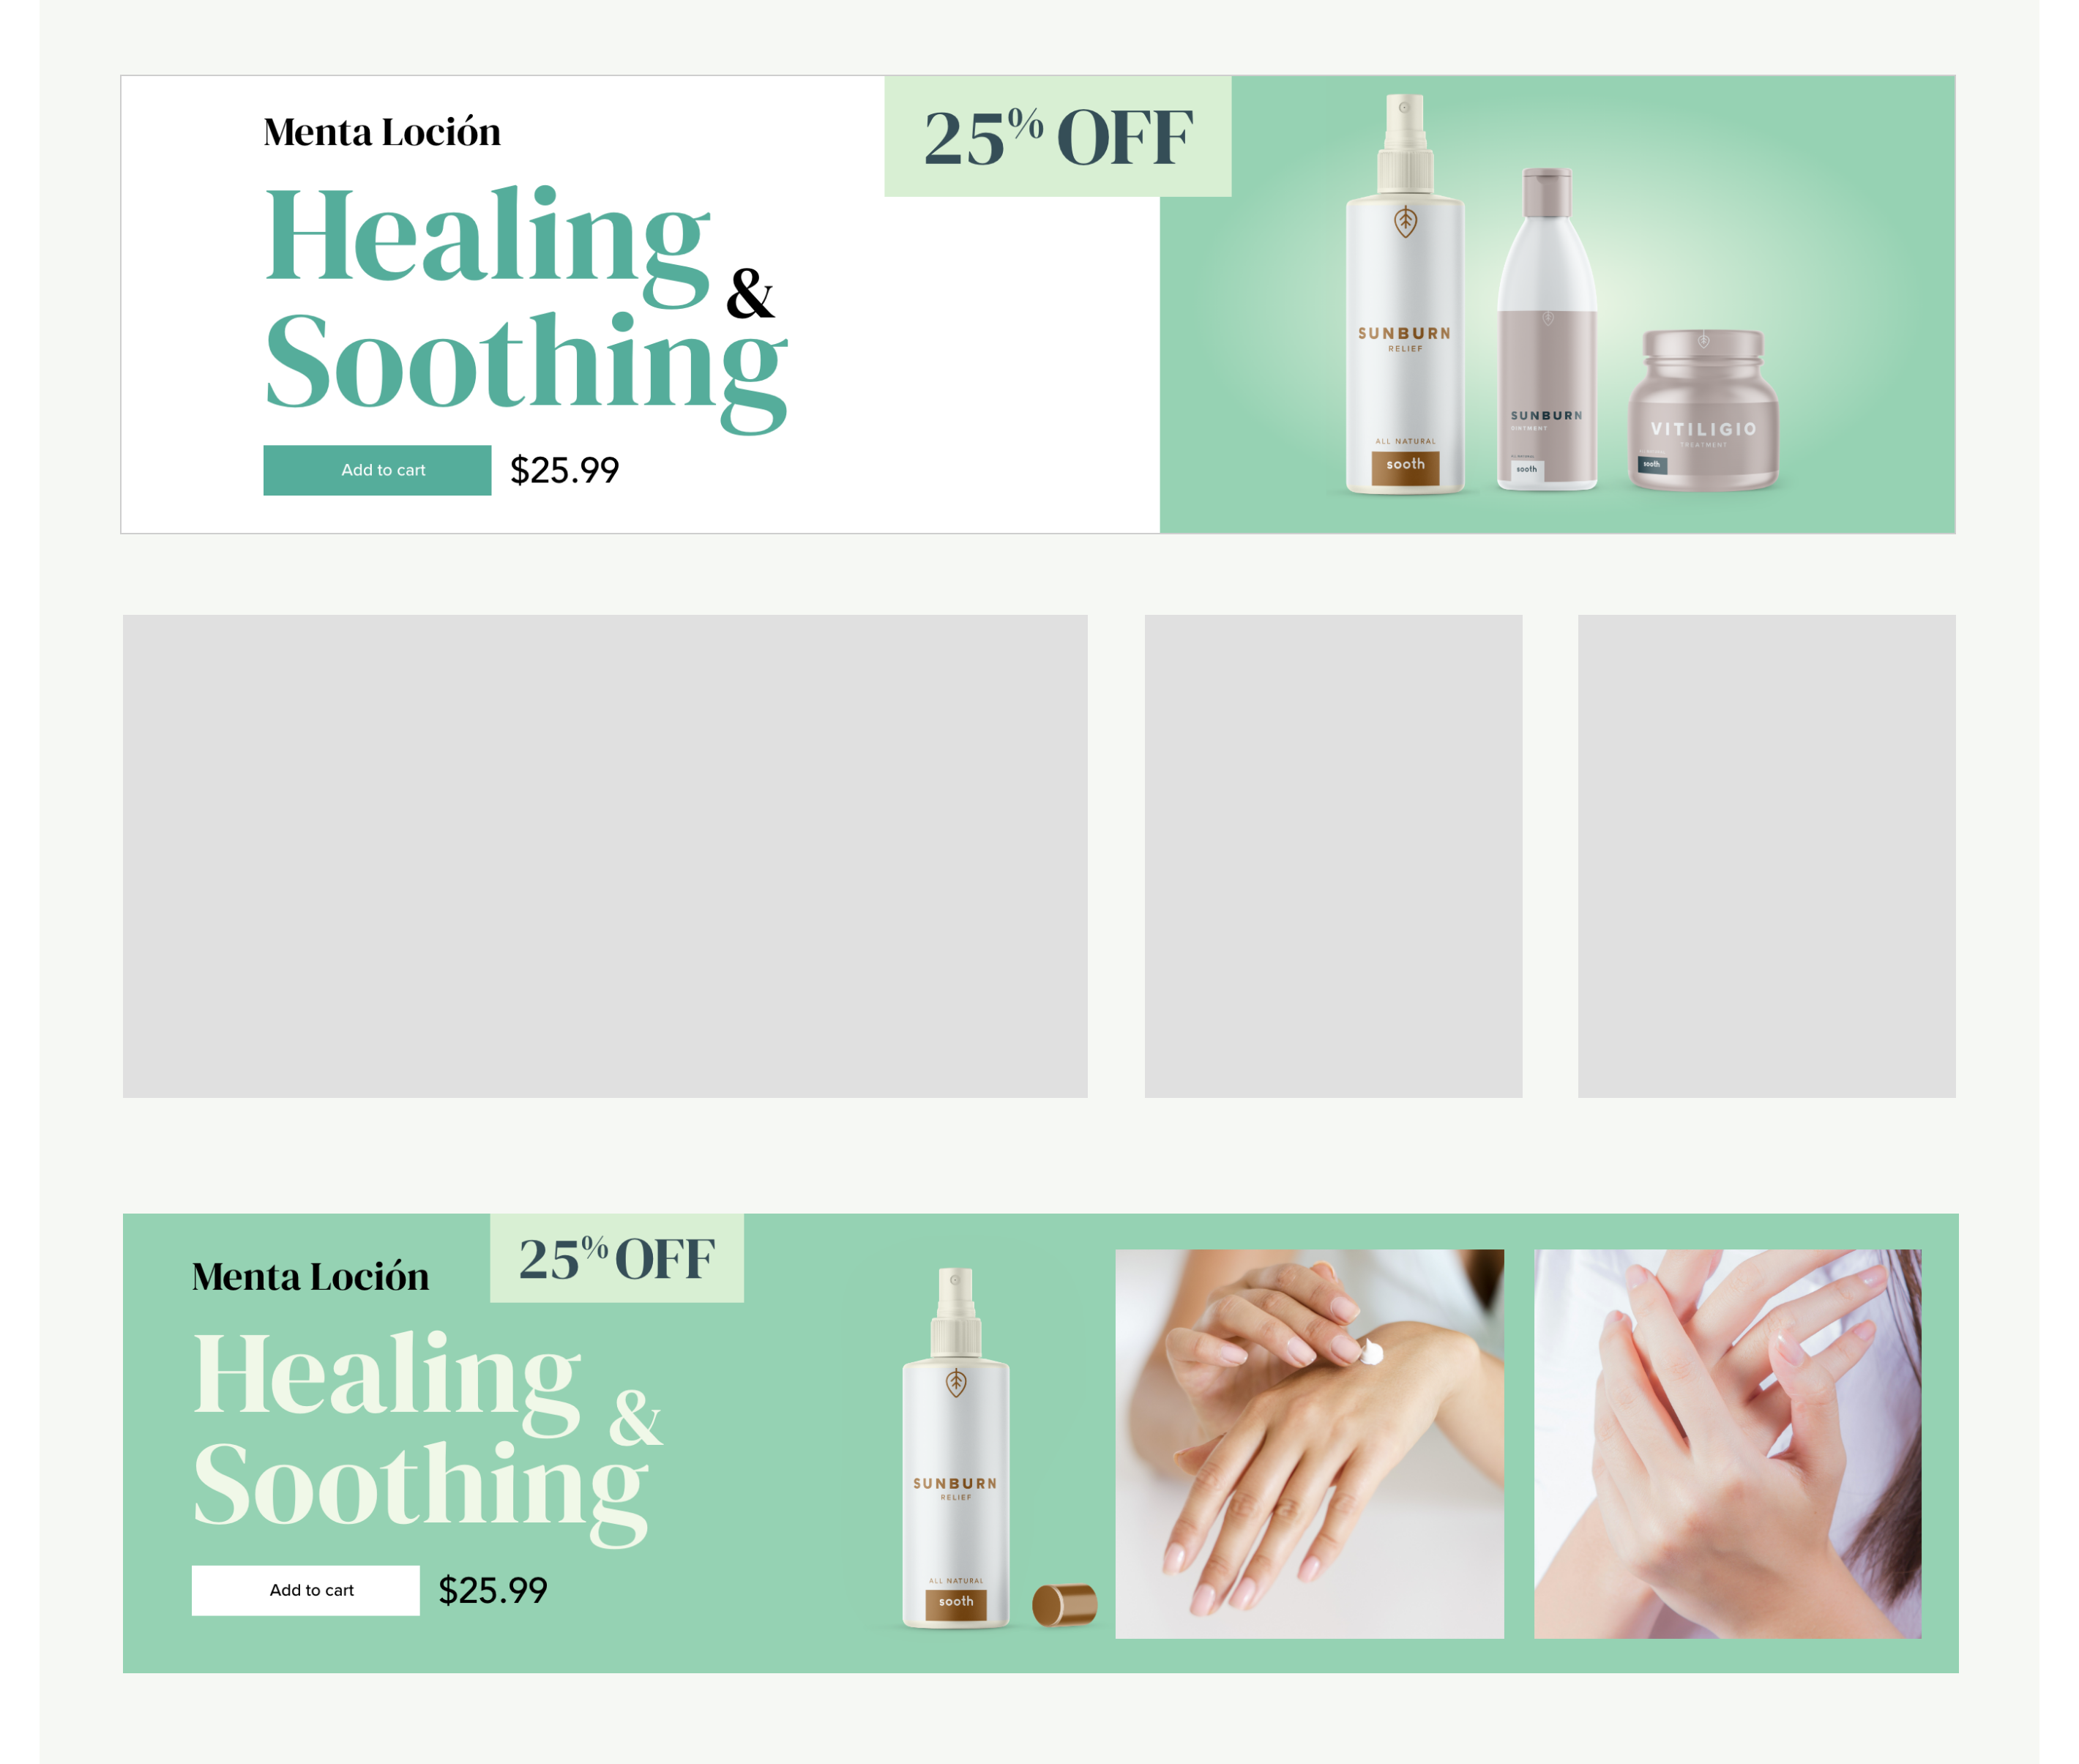 Menta Loción
25% OFF
Healing
&
Soothing
Add to cart
$25.99
SUNBURN
RELIEF
ALL NATURAL
sooth
SUNBURN
OINTMENT
sooth
VITILIGO
TREATMENT
sooth
Menta Loción
25% OFF
Healing
&
Soothing
Add to cart
$25.99
SUNBURN
RELIEF
ALL NATURAL
sooth